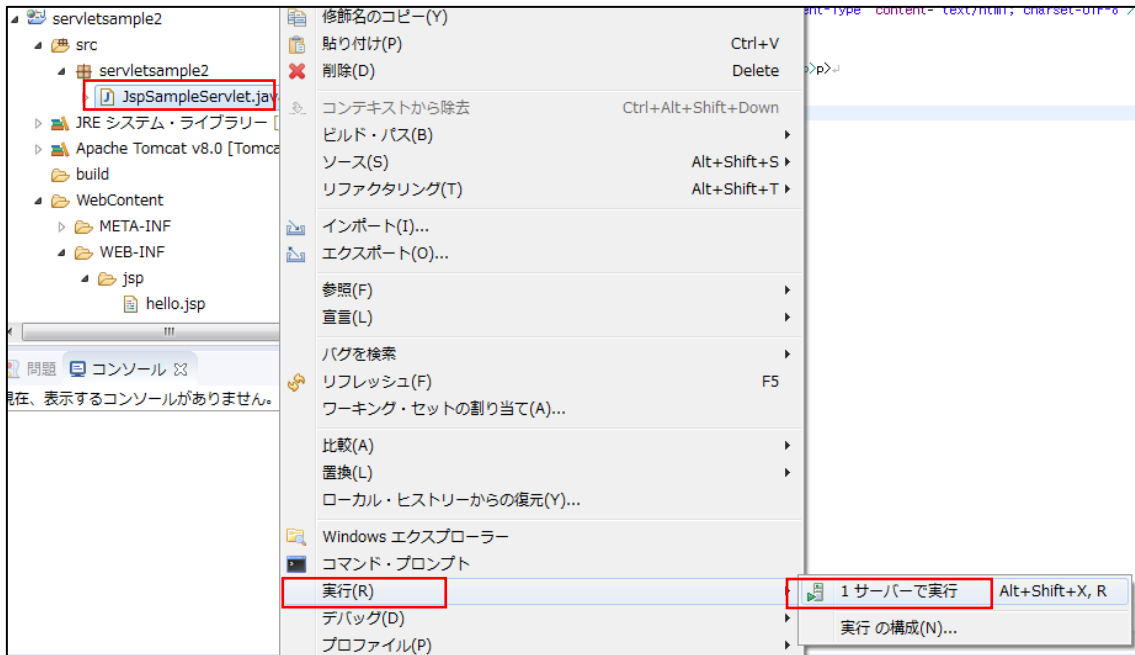 servletsample2
src
servletsample2
JspSampleServlet.jav
JRE システム・ライブラリー [
Apache Tomcat v8.0 [Tomca
build
WebContent
META-INF
WEB-INF
jsp
hello.jsp
問題 コンソール
現在、表示するコンソールがありません。
修飾名のコピー(Y)
貼り付け(P) Ctrl+V
削除(D) Delete
コンテキストから除去 Ctrl+Alt+Shift+Down
ビルド・パス(B)
ソース(S) Alt+Shift+S
リファクタリング(T) Alt+Shift+T
インポート(I)...
エクスポート(O)...
参照(F)
宣言(L)
バグを検索
リフレッシュ(F) F5
ワーキング・セットの割り当て(A)...
比較(A)
置換(L)
ローカル・ヒストリーからの復元(Y)...
Windows エクスプローラー
コマンド・プロンプト
実行(R)
デバッグ(D)
プロファイル(P)
1 サーバーで実行 Alt+Shift+X, R
実行 の構成(N)...
ent-Type" content="text/html; charset=UTF-8"/
>p>